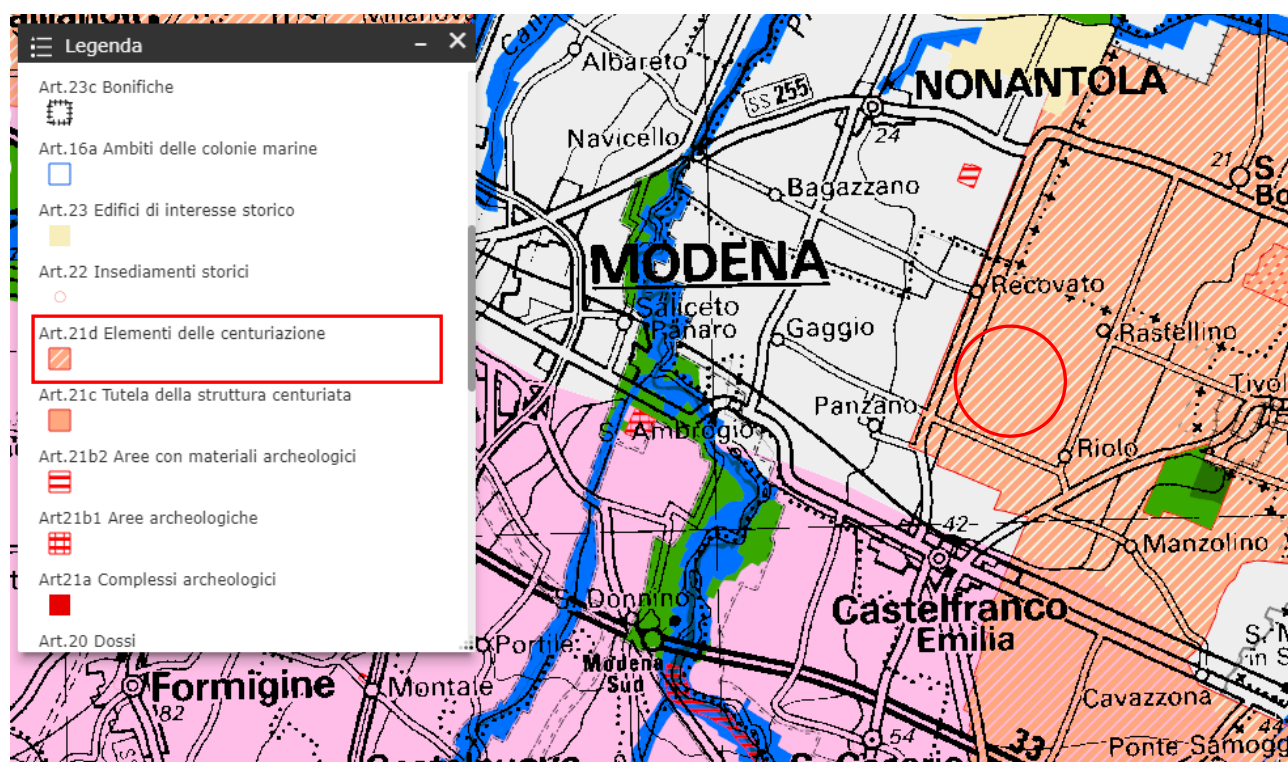 Legenda
Art.23c Bonifiche
Art.16a Ambiti delle colonie marine
Art.23 Edifici di interesse storico
Art.22 Insediamenti storici
Art.21d Elementi delle centuriazione
Art.21c Tutela della struttura centuriata
Art.21b2 Aree con materiali archeologici
Art21b1 Aree archeologiche
Art21a Complessi archeologici
Art.20 Dossi
Albareto
SS 255
NONANTOLA
24
Navicello
21
S.
Bo
Bagazzano
MODENA
Recovato
Saliceto
Panaro
Gaggio
Rastellino
Tivol
Panzano
S. Ambrogio
Riolo
42
Manzolino
Castelfranco
Emilia
S. Donnino
Portile
Modena
Sud
Formigine
82
Montale
Cavazzona
54
33
Ponte Samogg